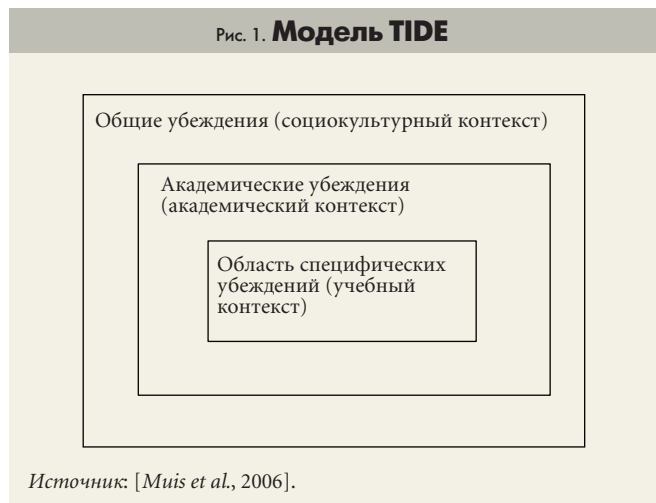 Рис. 1. Модель TIDE
Общие убеждения (социокультурный контекст)
Академические убеждения
(академический контекст)
Область специфических
убеждений (учебный
контекст)
Источник: [Muis et al., 2006].